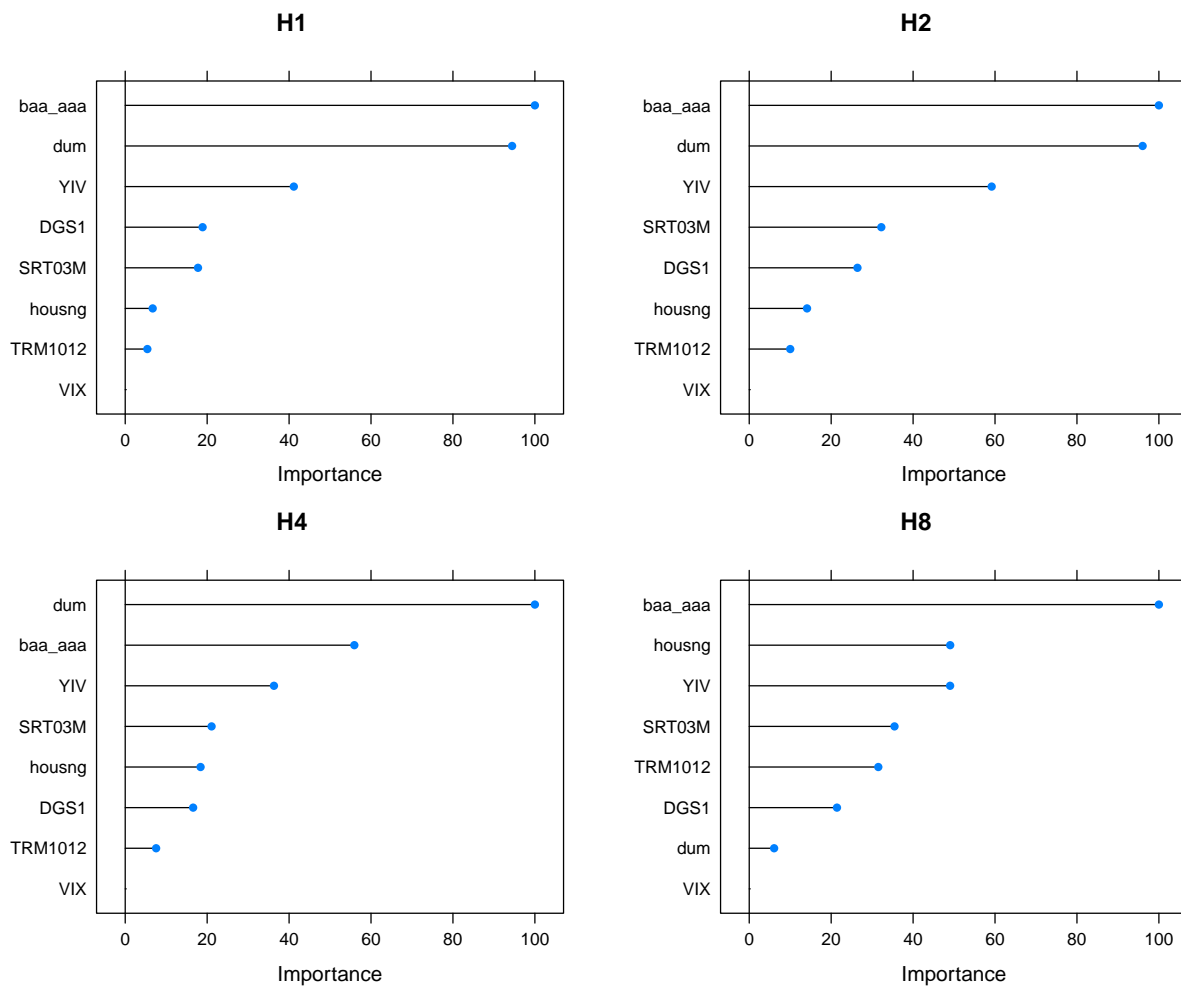 H1
baa_aaa
dum
YIV
DGS1
SRT03M
housng
TRM1012
VIX
0 20 40 60 80 100
Importance
H2
baa_aaa
dum
YIV
SRT03M
DGS1
housng
TRM1012
VIX
0 20 40 60 80 100
Importance
H4
dum
baa_aaa
YIV
SRT03M
housng
DGS1
TRM1012
VIX
0 20 40 60 80 100
Importance
H8
baa_aaa
housng
YIV
SRT03M
TRM1012
DGS1
dum
VIX
0 20 40 60 80 100
Importance